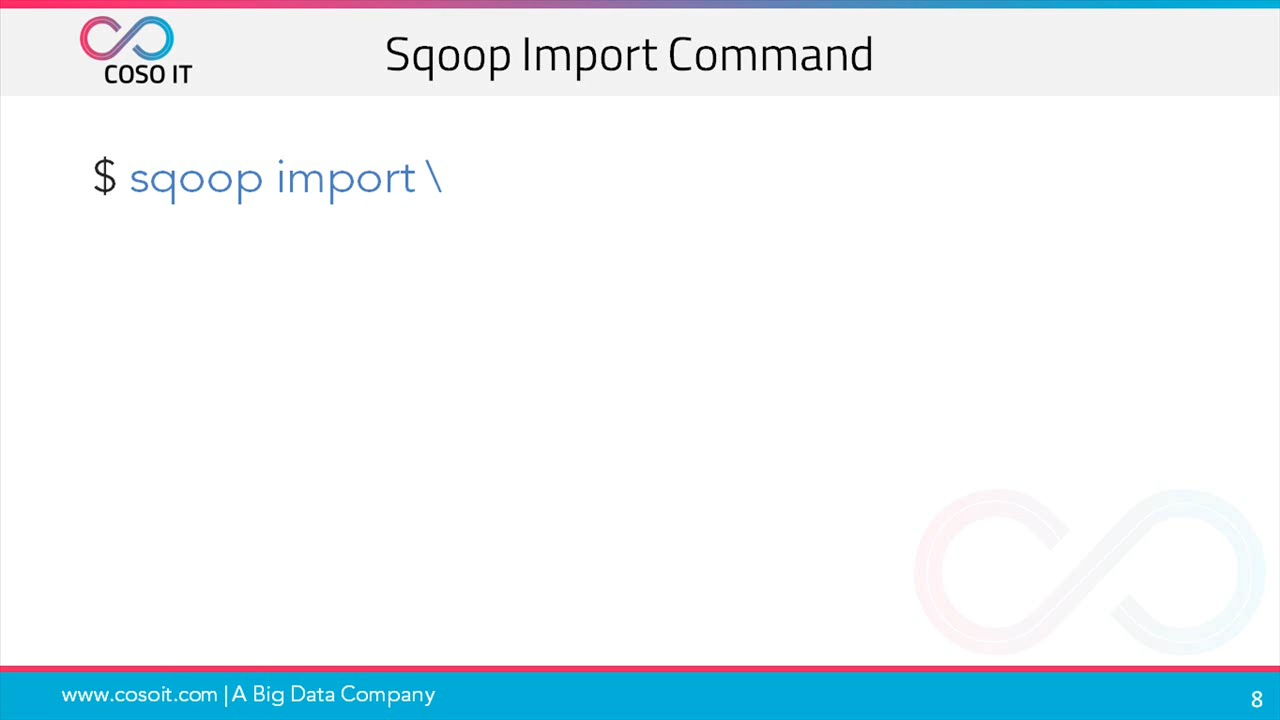 COSO IT
Sqoop Import Command
$ sqoop import \
www.cosoit.com | A Big Data Company
8